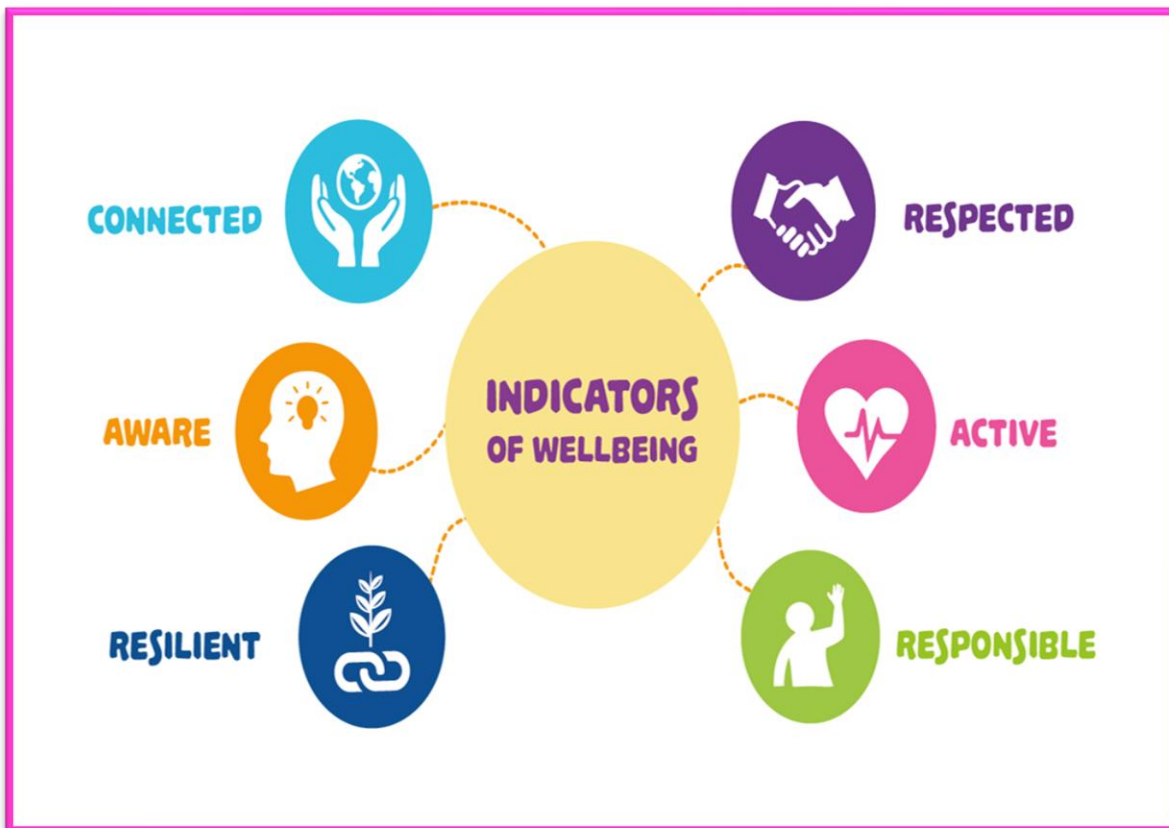 CONNECTED
RESPECTED
INDICATORS
OF WELLBEING
AWARE
ACTIVE
RESILIENT
RESPONSIBLE